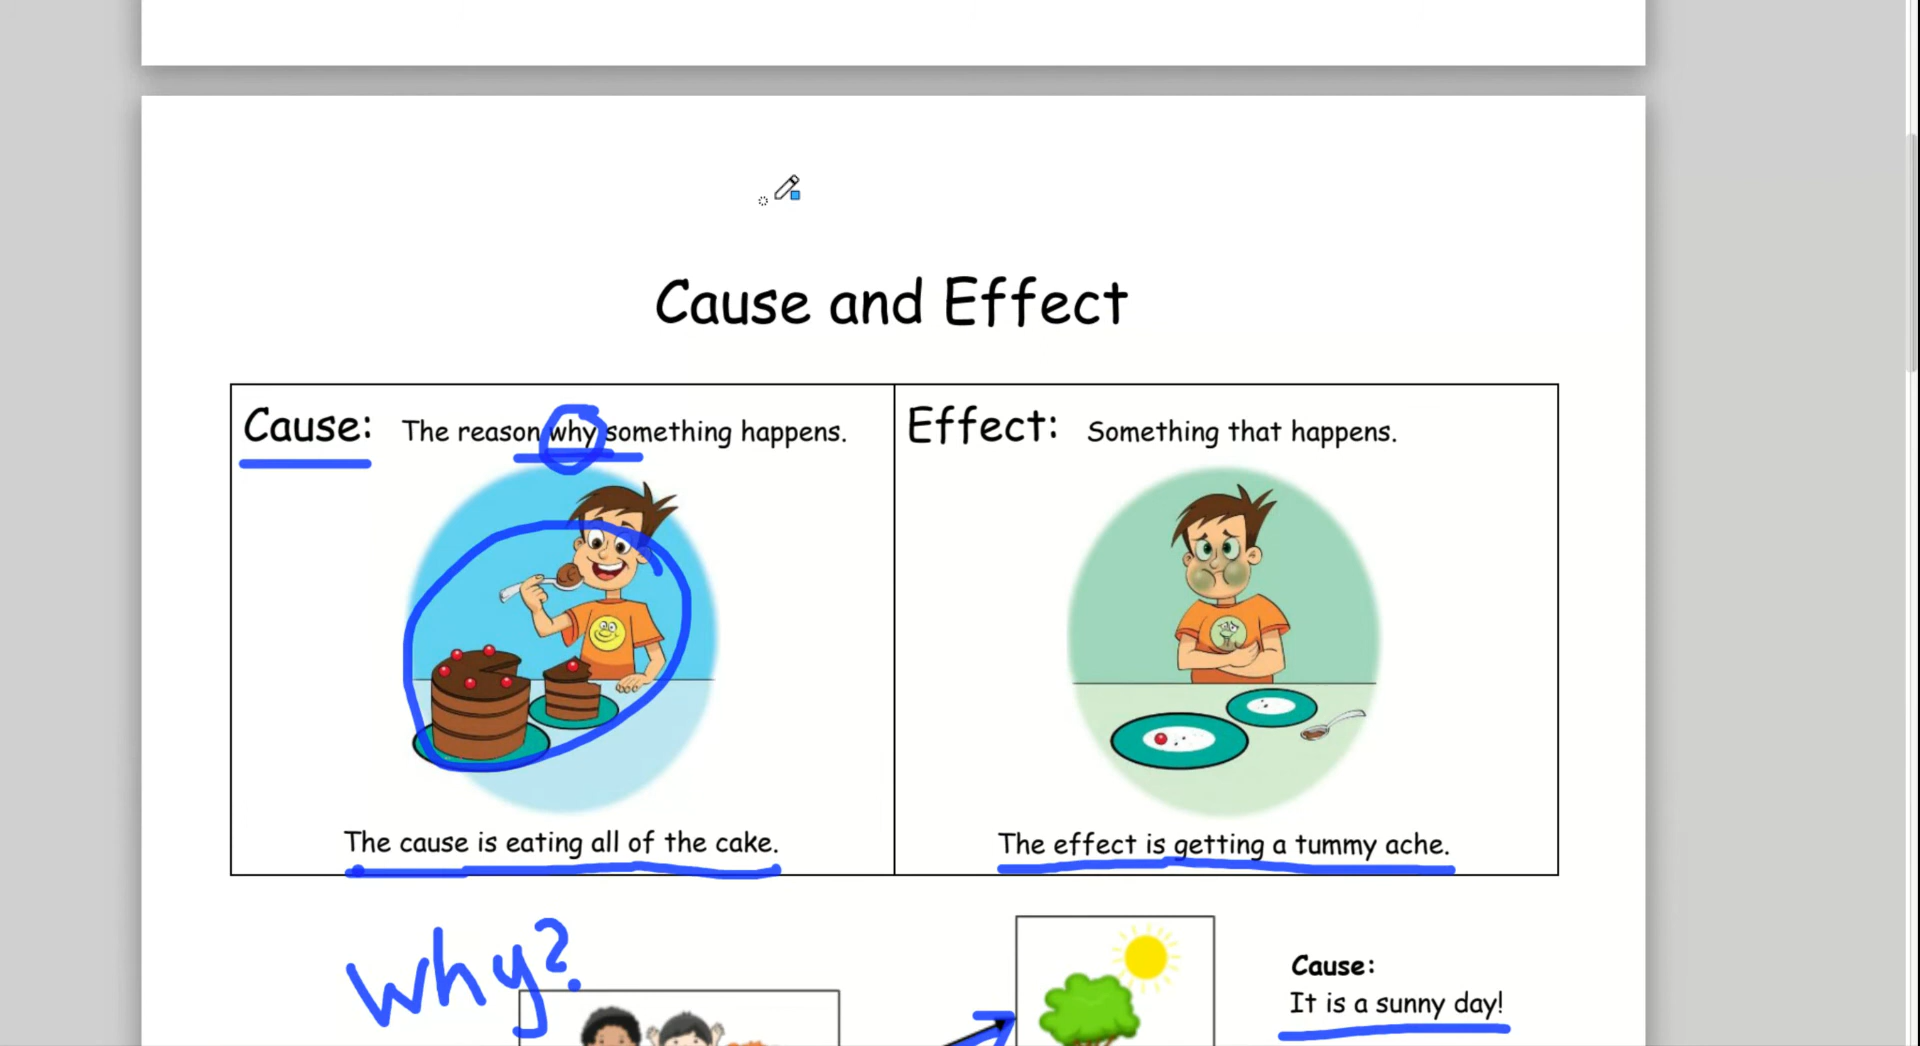 Cause and Effect
Cause: The reason why something happens.
Effect: Something that happens.
The cause is eating all of the cake.
The effect is getting a tummy ache.
why?
Cause:
It is a sunny day!